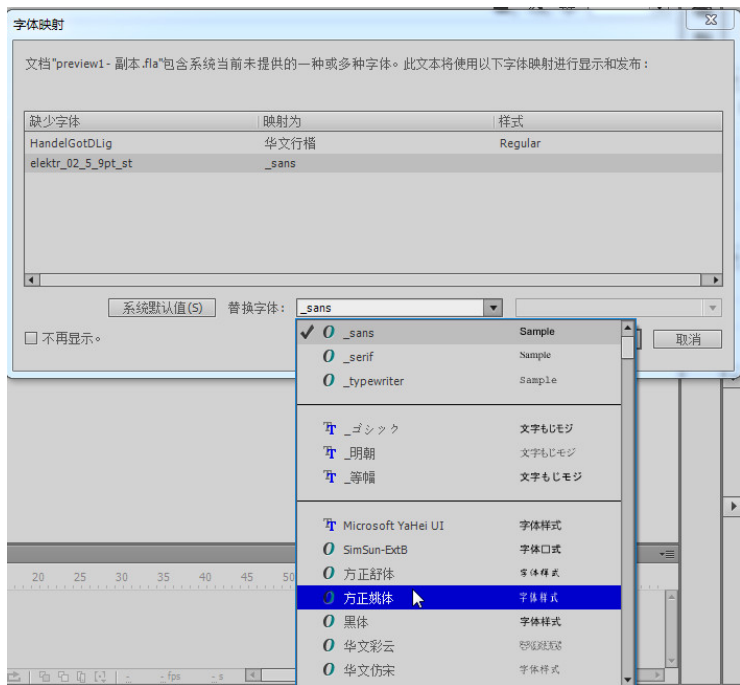 字体映射
文档"preview1- 副本.fla"包含系统当前未提供的一种或多种字体。此文本将使用以下字体映射进行显示和发布:
缺少字体 映射为 样式
HandelGotDLig 华文行楷 Regular
elektr_02_5_9pt_st _sans
系统默认值(S) 替换字体: _sans
不再显示。 取消
_sans Sample
_serif Sample
_typewriter Sample
_ゴシック 文字もじモジ
_明朝 文字もじモジ
_等幅 文字もじモジ
Microsoft YaHei UI 字体样式
SimSun-ExtB 字体口式
方正舒体 字体样式
20 25 30 35 40 45 50
方正姚体 字体样式
黑体 字体样式
华文彩云 字体样式
华文仿宋 字体样式
- fps - s